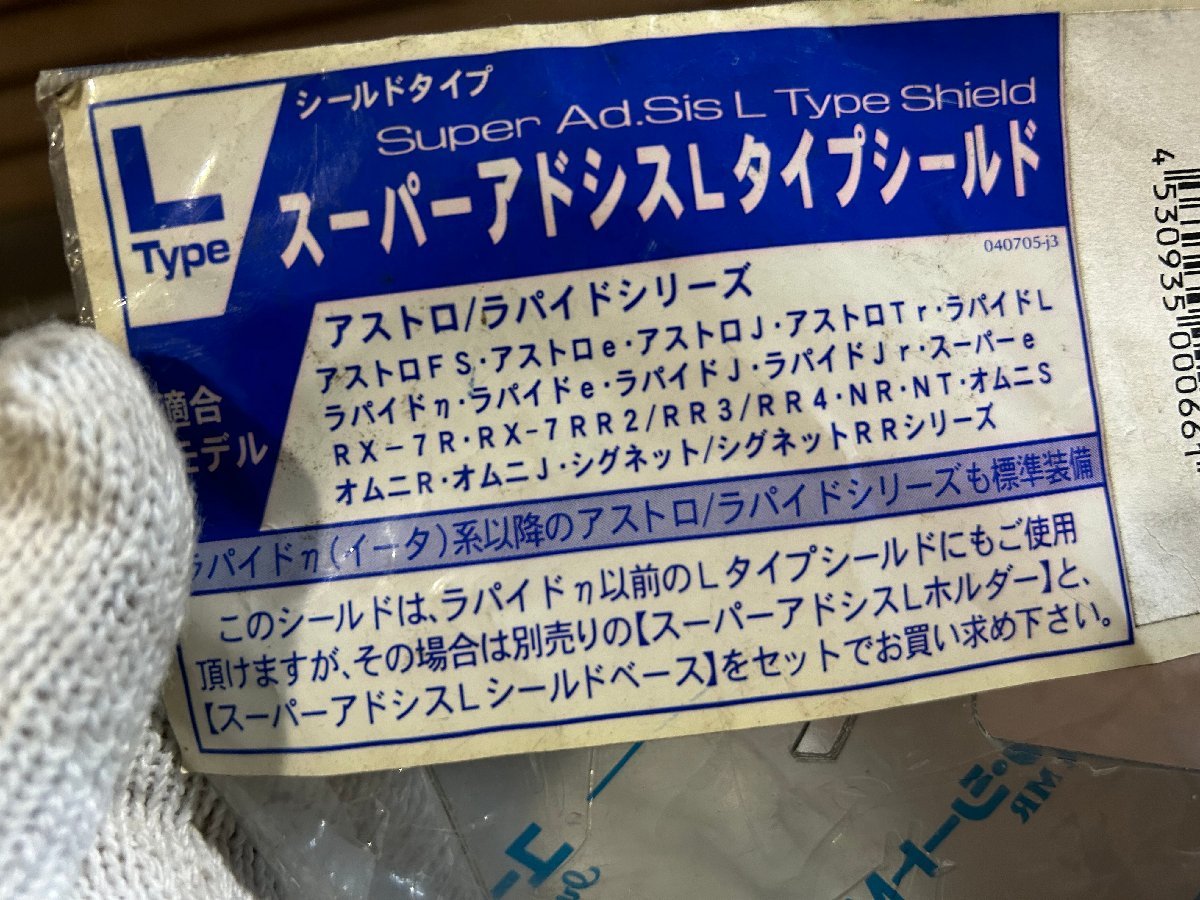 L
Type
シールドタイプ
Super Ad.Sis L Type Shield
スーパーアドシスLタイプシールド
040705-j3
適合
モデル
アストロ/ラパイドシリーズ
アストロFS・アストロe・アストロJ・アストロTr・ラパイドL
ラパイドη・ラパイドe・ラパイドJ・ラパイドJr・スーパーe
RX-7R・RX-7RR2/RR3/RR4・NR・NT・オムニS
オムニR・オムニJ・シグネット/シグネットRRシリーズ
ラパイドη(イータ)系以降のアストロ/ラパイドシリーズも標準装備
このシールドは、ラパイドη以前のLタイプシールドにもご使用
頂けますが、その場合は別売りの【スーパーアドシスLホルダー】と、
【スーパーアドシスLシールドベース】をセットでお買い求め下さい。
4 530935 000661